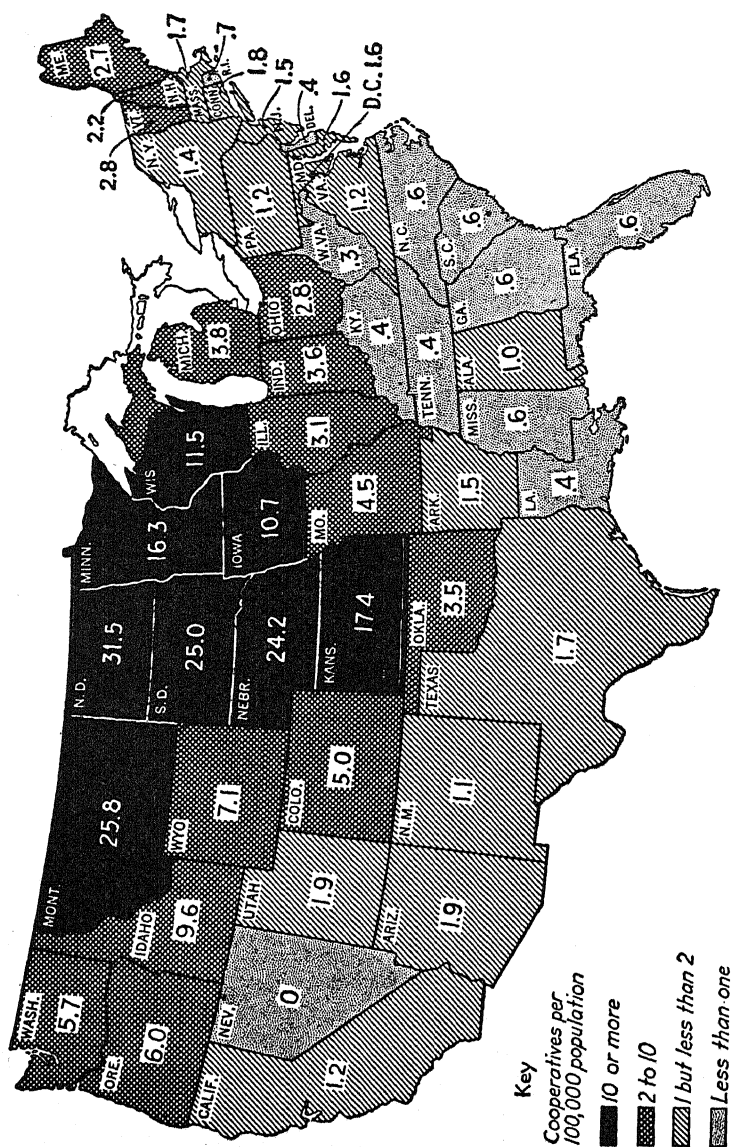 WASH.
5.7
ORE.
6.0
CALIF.
1.2
NEV.
0
IDAHO
9.6
MONT.
25.8
WYO
7.1
UTAH
1.9
COLO.
5.0
ARIZ.
1.9
N.M.
1.1
N.D.
31.5
S.D.
25.0
NEBR.
24.2
KANS.
17.4
OKLA.
3.5
TEXAS
1.7
MINN.
16.3
IOWA
10.7
MO.
4.5
ARK.
1.5
LA.
.4
WIS
11.5
ILL.
3.1
MICH.
3.8
IND.
3.6
OHIO
2.8
KY.
.4
TENN.
.4
MISS.
.6
ALA.
1.0
GA.
.6
FLA.
.6
S.C.
.6
N.C.
.6
VA.
1.2
W.VA.
.3
PA.
1.2
N.Y.
1.4
2.8
2.2
VT.
N.H.
ME.
2.7
MASS.
1.7
R.I.
.7
CONN.
1.8
N.J.
1.5
DEL.
.4
MD.
1.6
D.C. 1.6
Key
Cooperatives per
100,000 population
10 or more
2 to 10
1 but less than 2
Less than one